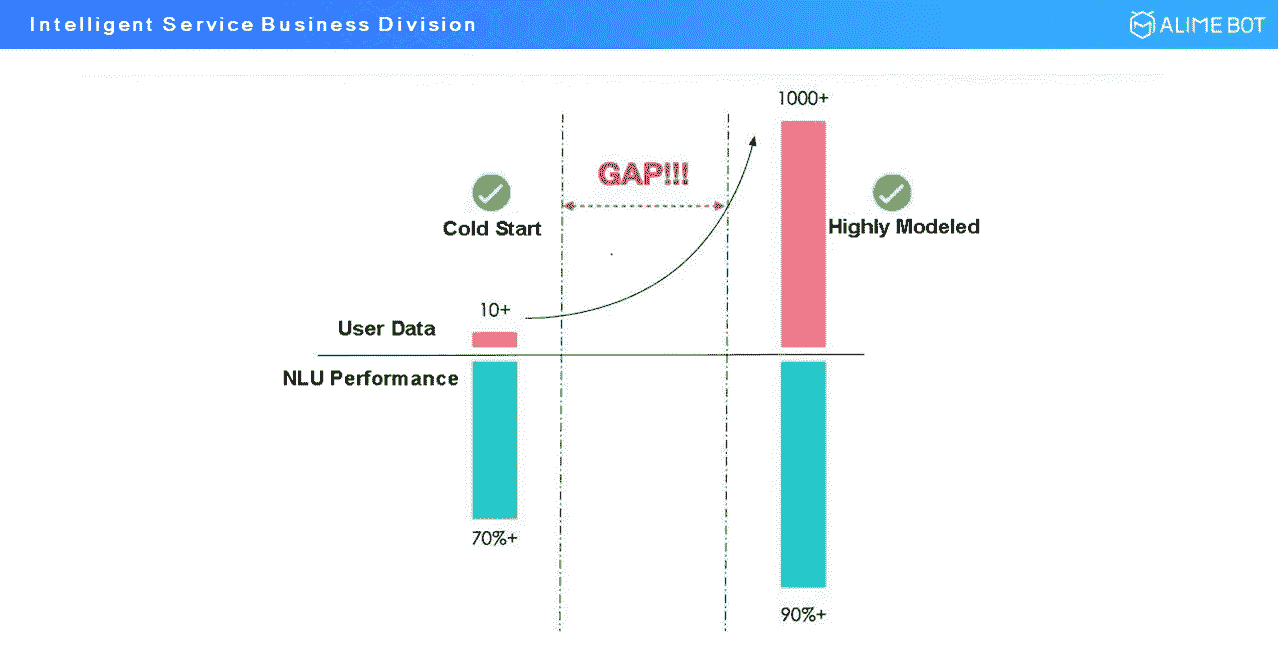 Intelligent Service Business Division
ALIME BOT
1000+
GAP!!!
Cold Start
Highly Modeled
10+
User Data
NLU Performance
70%+
90%+